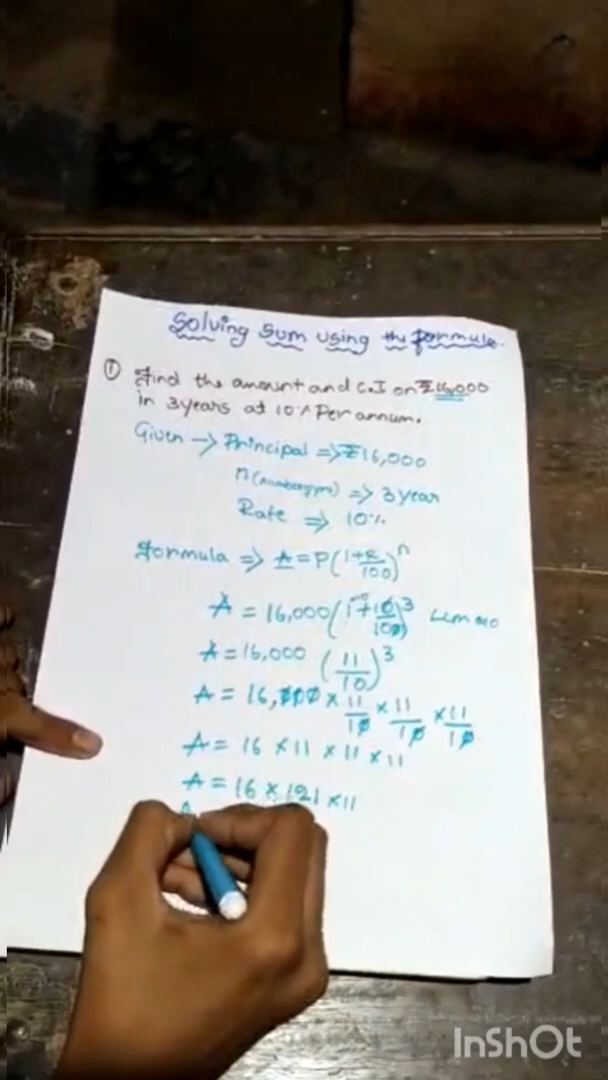 Solving Sum using the formula.
① Find the amount and C.I on ₹16,000
in 3years at 10% Per annum.
Given → Principal ⇒ ₹16,000
n ⇒ 3 year
Rate ⇒ 10%
Formula ⇒ A = P(1+R/100)^n
A = 16,000(1+10/100)^3
A = 16,000 (11/10)^3
A = 16,000 × 11/10 × 11/10 × 11/10
A = 16 × 11 × 11 × 11
A = 16 × 121 × 11
A
InShOt